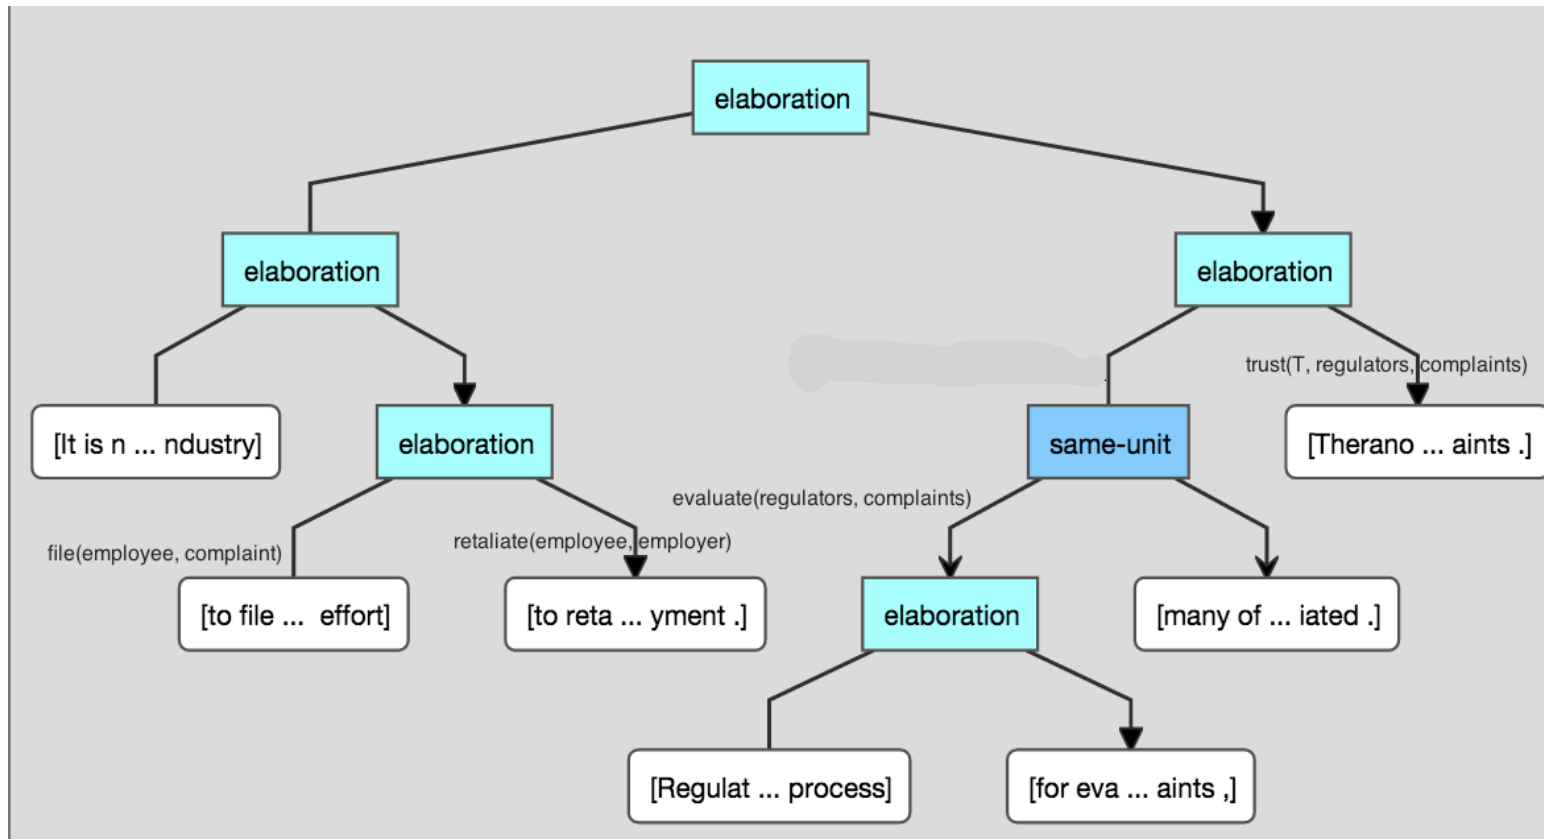 elaboration
elaboration
elaboration
trust(T, regulators, complaints)
[It is n ... ndustry]
elaboration
same-unit
[Therano ... aints .]
evaluate(regulators, complaints)
file(employee, complaint)
retaliate(employee, employer)
[to file ...  effort]
[to reta ... yment .]
elaboration
[many of ... iated .]
[Regulat ... process]
[for eva ... aints ,]